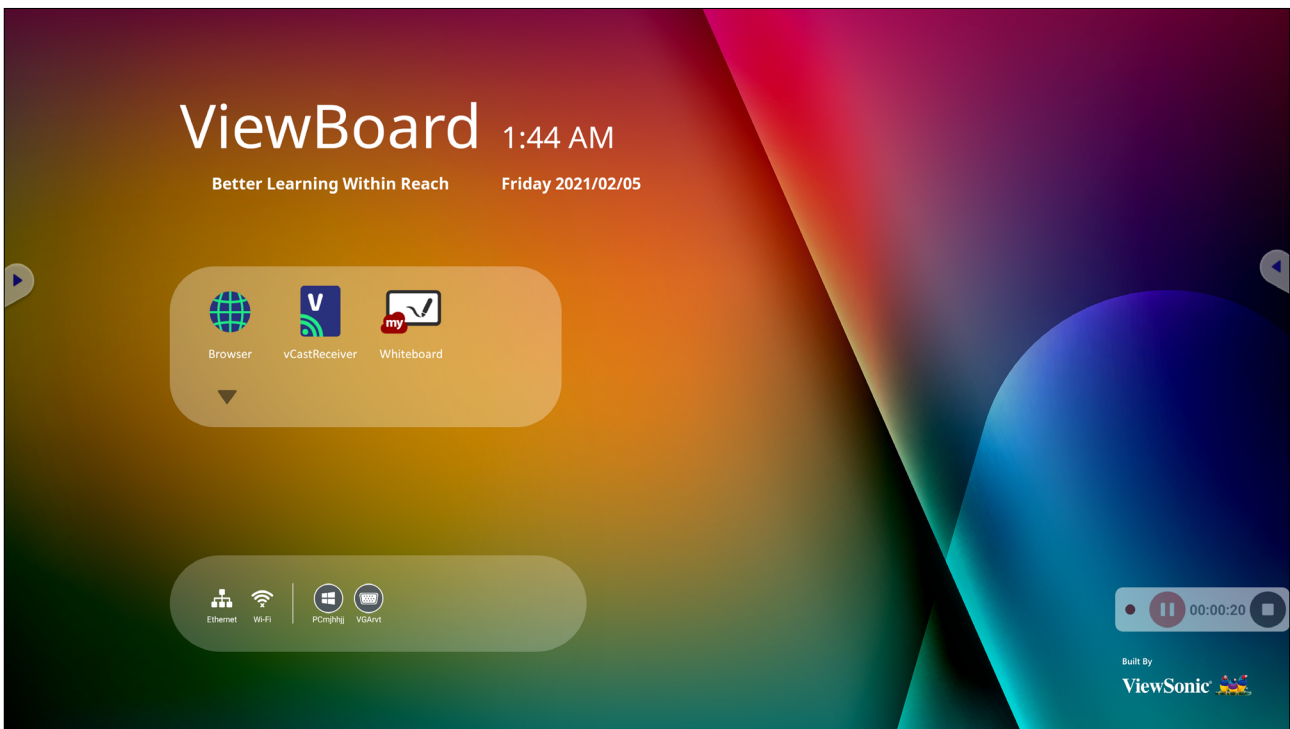 ViewBoard 1:44 AM
Better Learning Within Reach Friday 2021/02/05
V
my
Browser vCastReceiver Whiteboard
Ethernet Wi-Fi PCmjhhjj VGArvt
00:00:20
Built By
ViewSonic